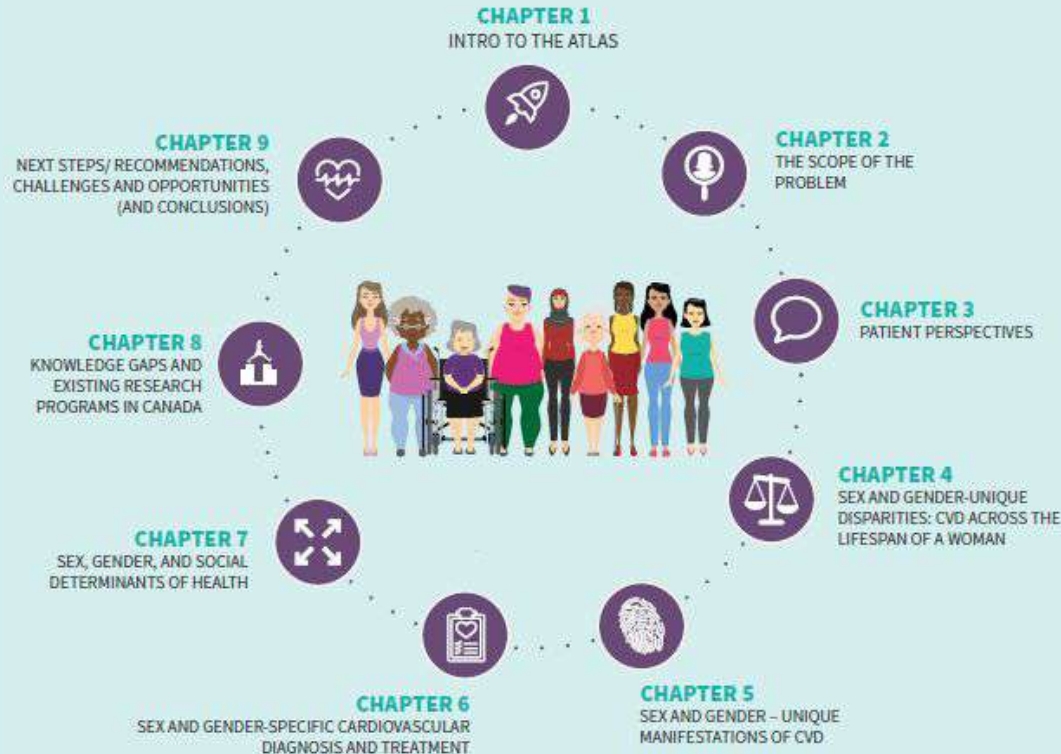 CHAPTER 1
INTRO TO THE ATLAS
CHAPTER 2
THE SCOPE OF THE
PROBLEM
CHAPTER 3
PATIENT PERSPECTIVES
CHAPTER 4
SEX AND GENDER-UNIQUE
DISPARITIES: CVD ACROSS THE
LIFESPAN OF A WOMAN
CHAPTER 5
SEX AND GENDER – UNIQUE
MANIFESTATIONS OF CVD
CHAPTER 6
SEX AND GENDER-SPECIFIC CARDIOVASCULAR
DIAGNOSIS AND TREATMENT
CHAPTER 7
SEX, GENDER, AND SOCIAL
DETERMINANTS OF HEALTH
CHAPTER 8
KNOWLEDGE GAPS AND
EXISTING RESEARCH
PROGRAMS IN CANADA
CHAPTER 9
NEXT STEPS/ RECOMMENDATIONS,
CHALLENGES AND OPPORTUNITIES
(AND CONCLUSIONS)